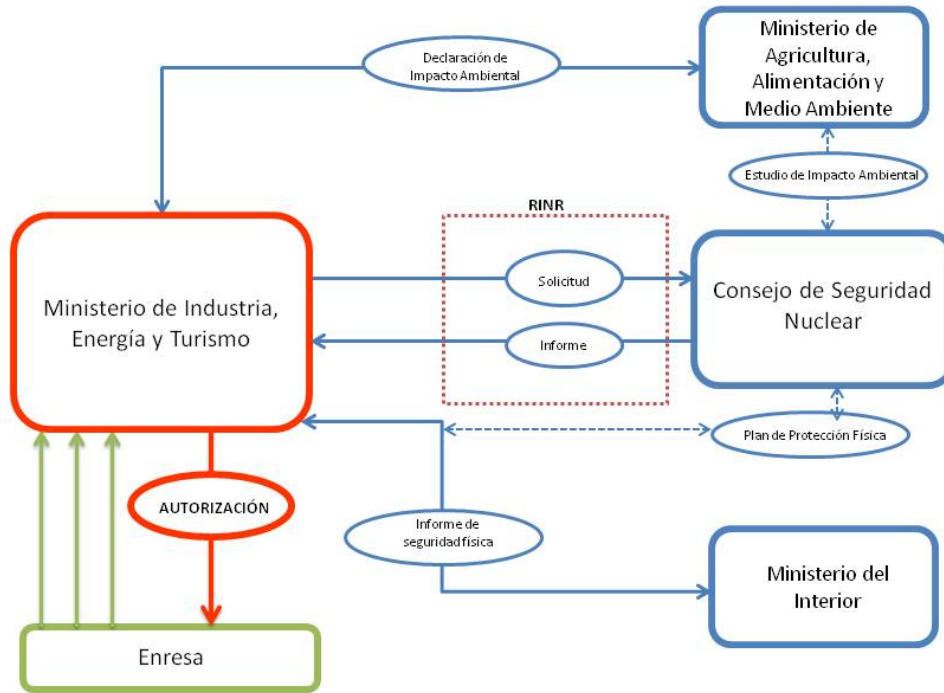 Ministerio de
Agricultura,
Alimentación y
Medio Ambiente
Declaración de
Impacto Ambiental
Estudio de Impacto Ambiental
RINR
Solicitud
Informe
Consejo de Seguridad
Nuclear
Ministerio de Industria,
Energía y Turismo
Plan de Protección Física
AUTORIZACIÓN
Informe de
seguridad física
Ministerio del
Interior
Enresa